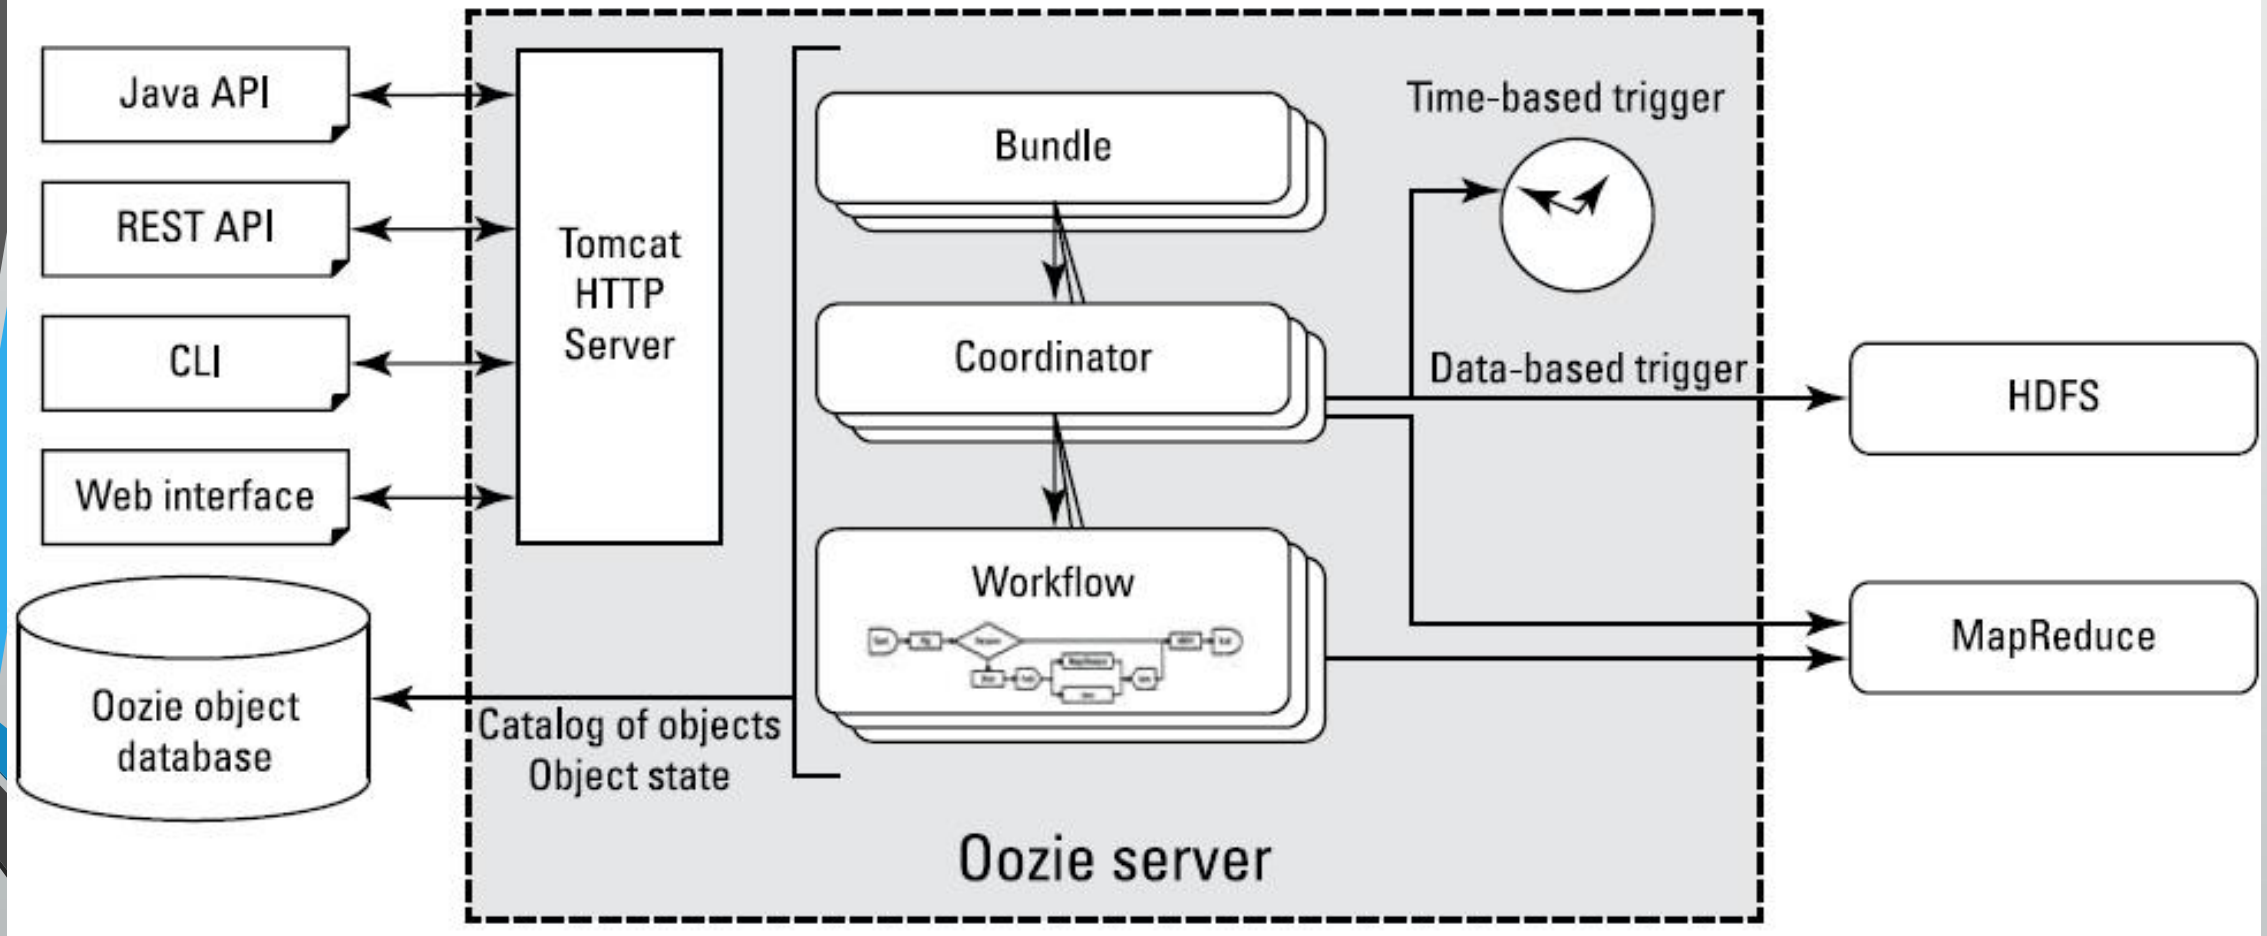 Java API
REST API
CLI
Web interface
Oozie object
database
Tomcat
HTTP
Server
Catalog of objects
Object state
Bundle
Coordinator
Workflow
Time-based trigger
Data-based trigger
HDFS
MapReduce
Oozie server